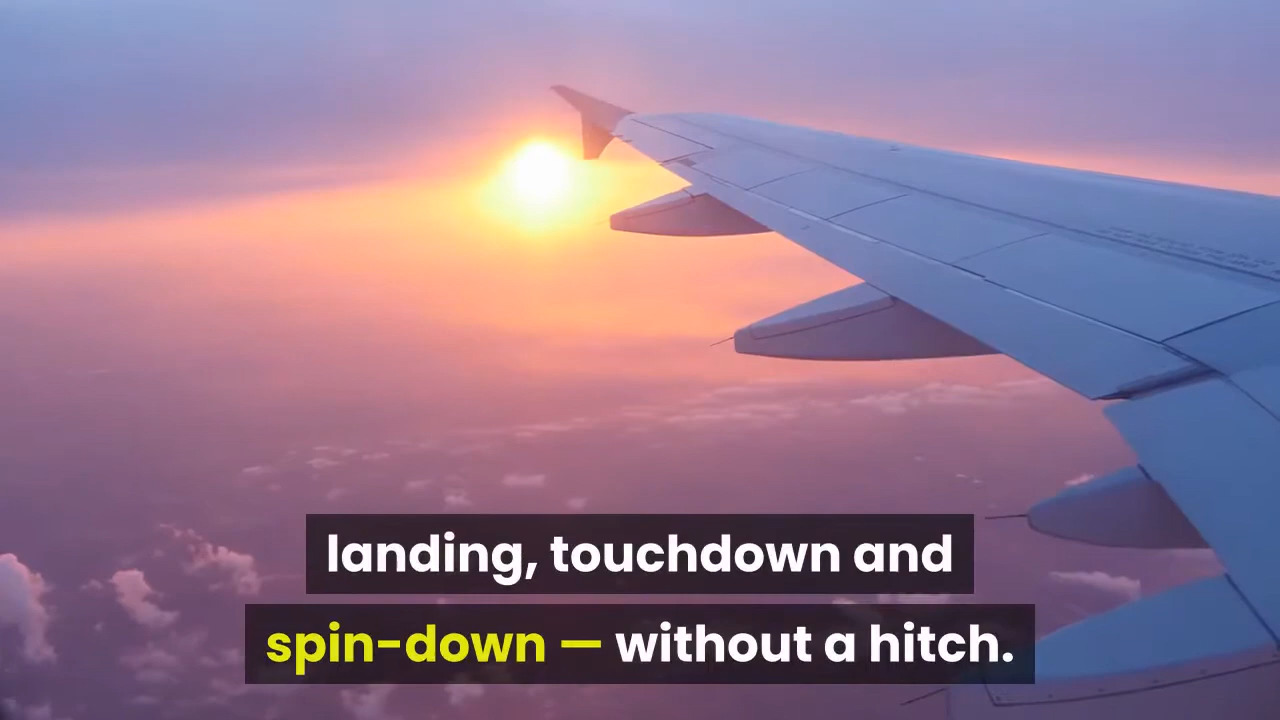 landing, touchdown and
spin-down — without a hitch.